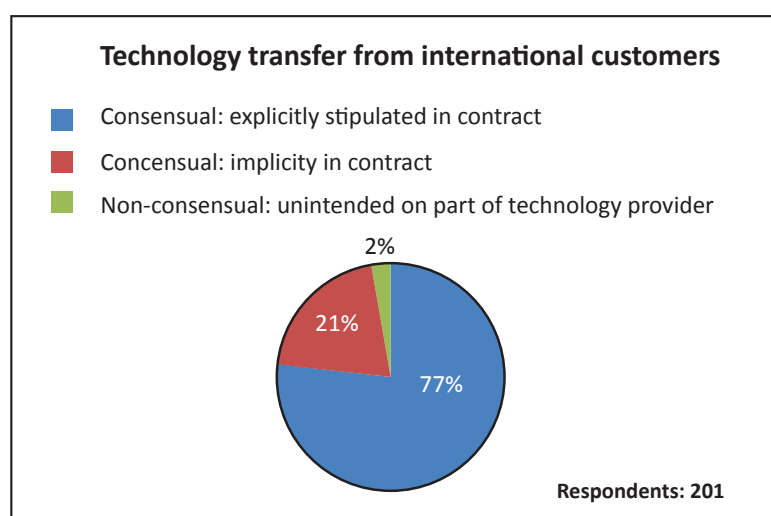 Technology transfer from international customers
Consensual: explicitly stipulated in contract
Concensual: implicity in contract
Non-consensual: unintended on part of technology provider
2%
21%
77%
Respondents: 201